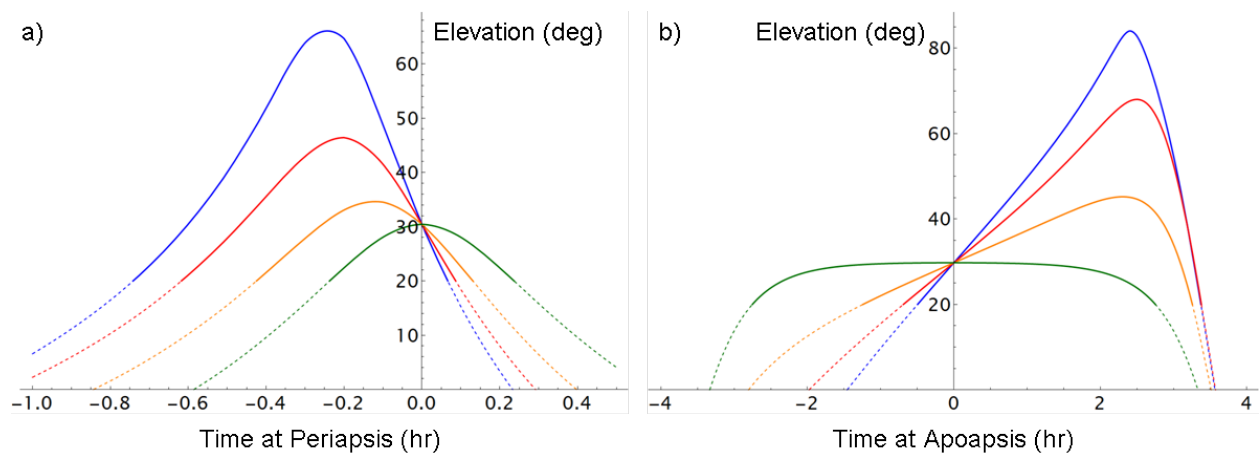 a) Elevation (deg)
60
50
40
30
20
10
−1.0 −0.8 −0.6 −0.4 −0.2 0.0 0.2 0.4
Time at Periapsis (hr)
b) Elevation (deg)
80
60
40
20
−4 −2 0 2 4
Time at Apoapsis (hr)